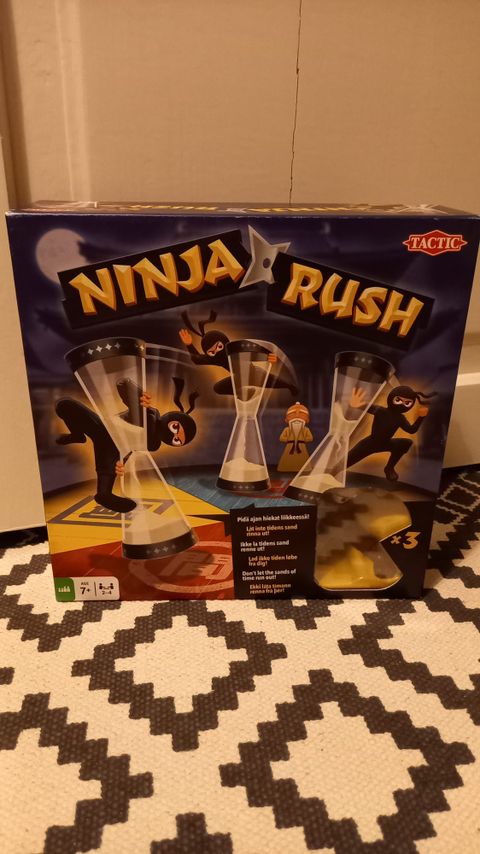 TACTIC
NINJA RUSH
Pidä ajan hiekat liikkeessä!
Låt inte tidens sand
rinna ut!
Ikke la tidens sand
renne ut!
Lad ikke tiden løbe
fra dig!
Don't let the sands of
time run out!
Ekki láta tímann
renna frá þér!
x3
AGE
7+
2-4